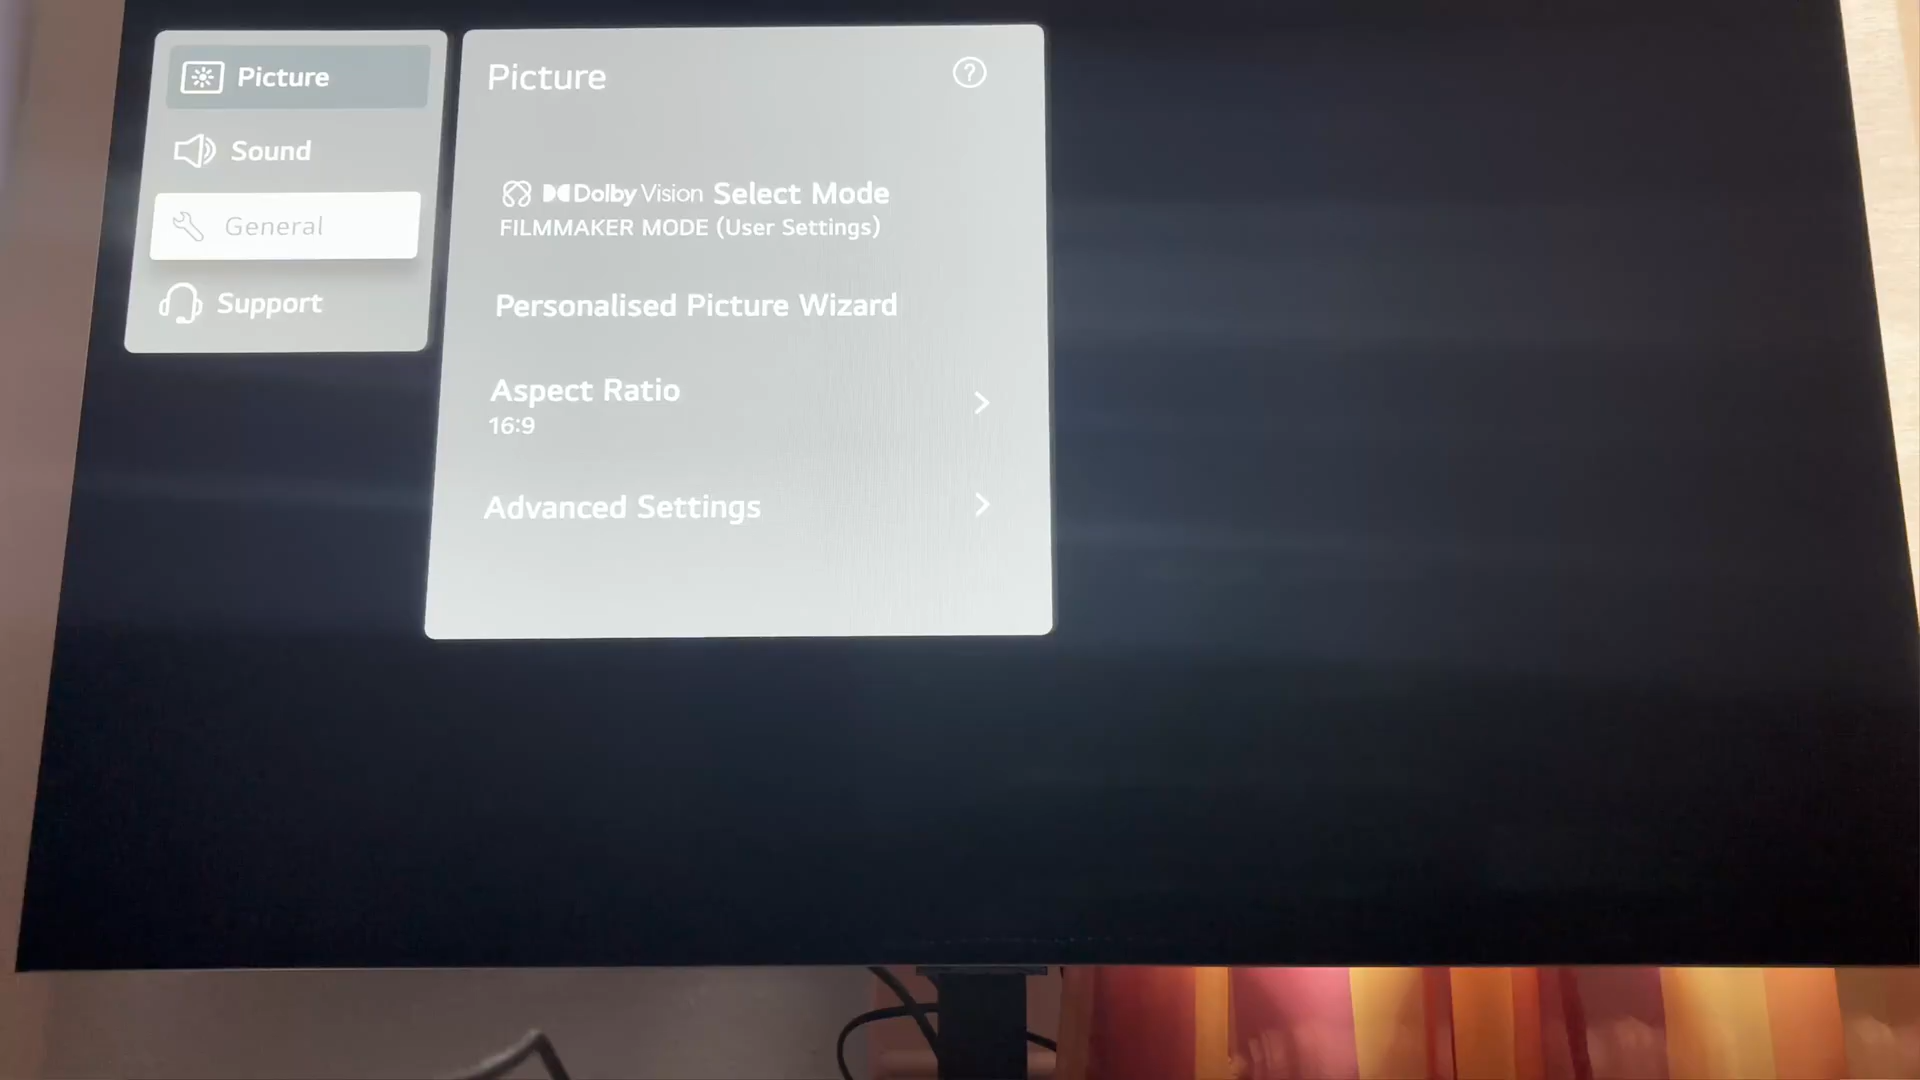 Picture
Sound
General
Support
Picture
?
Dolby Vision Select Mode
FILMMAKER MODE (User Settings)
Personalised Picture Wizard
Aspect Ratio
16:9
Advanced Settings